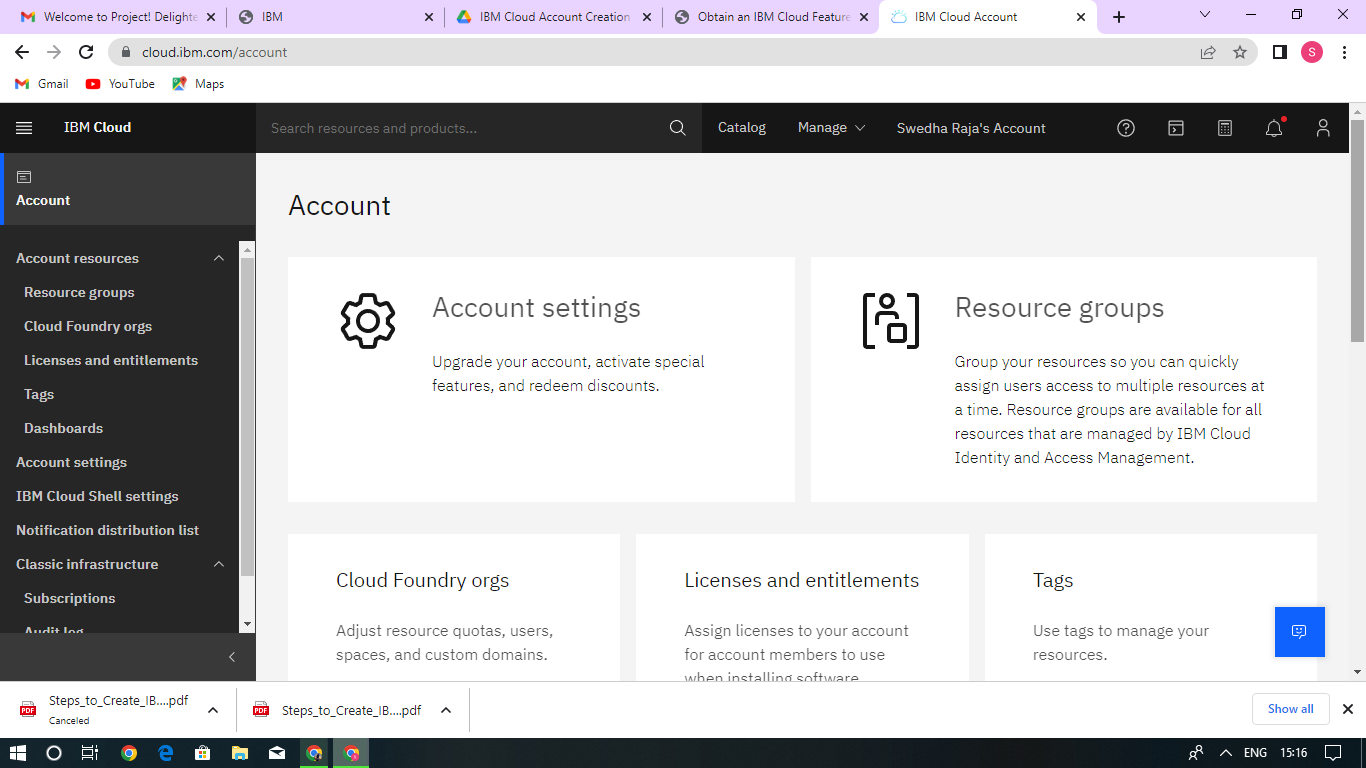 Welcome to Project! Delighte
IBM
IBM Cloud Account Creation
Obtain an IBM Cloud Feature
IBM Cloud Account
cloud.ibm.com/account
S
Gmail
YouTube
Maps
IBM Cloud
Search resources and products...
Catalog
Manage
Swedha Raja's Account
Account
Account resources
Resource groups
Cloud Foundry orgs
Licenses and entitlements
Tags
Dashboards
Account settings
IBM Cloud Shell settings
Notification distribution list
Classic infrastructure
Subscriptions
Audit log
Account
Account settings
Upgrade your account, activate special
features, and redeem discounts.
Resource groups
Group your resources so you can quickly
assign users access to multiple resources at
a time. Resource groups are available for all
resources that are managed by IBM Cloud
Identity and Access Management.
Cloud Foundry orgs
Adjust resource quotas, users,
spaces, and custom domains.
Licenses and entitlements
Assign licenses to your account
for account members to use
when installing software
Tags
Use tags to manage your
resources.
PDF
Steps_to_Create_IB....pdf
Canceled
PDF
Steps_to_Create_IB....pdf
Show all
ENG
15:16